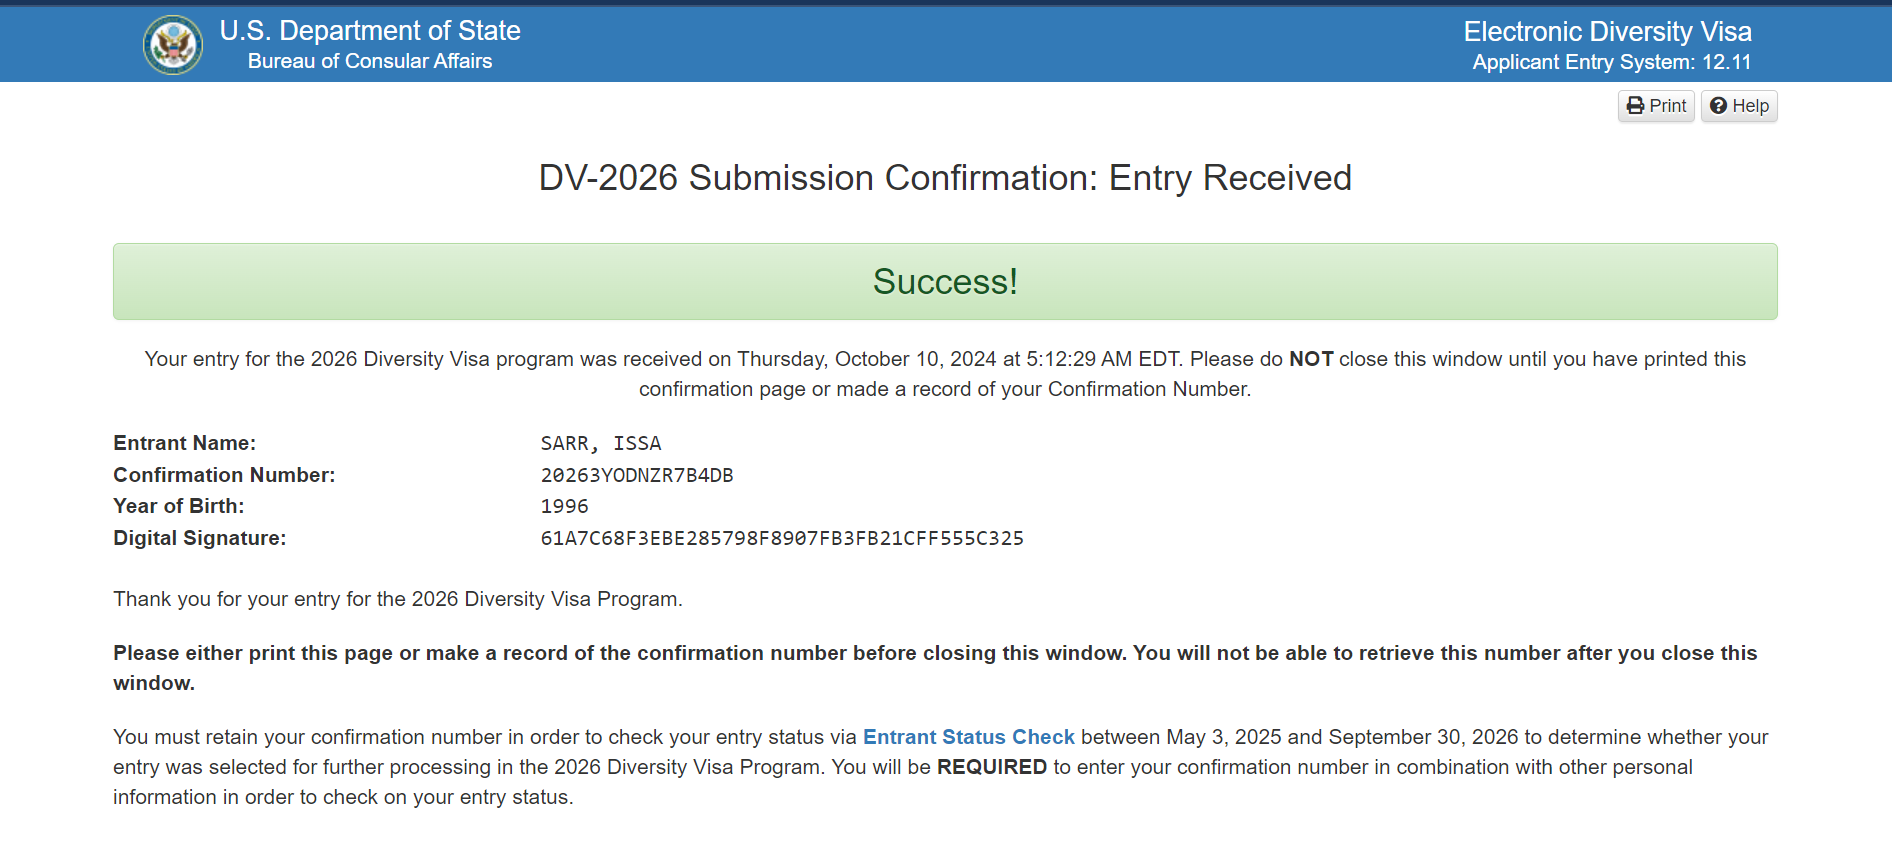 U.S. Department of State
Bureau of Consular Affairs
Electronic Diversity Visa
Applicant Entry System: 12.11
Print Help
DV-2026 Submission Confirmation: Entry Received
Success!
Your entry for the 2026 Diversity Visa program was received on Thursday, October 10, 2024 at 5:12:29 AM EDT. Please do NOT close this window until you have printed this
confirmation page or made a record of your Confirmation Number.
Entrant Name: SARR, ISSA
Confirmation Number: 20263YODNZR7B4DB
Year of Birth: 1996
Digital Signature: 61A7C68F3EBE285798F8907FB3FB21CFF555C325
Thank you for your entry for the 2026 Diversity Visa Program.
Please either print this page or make a record of the confirmation number before closing this window. You will not be able to retrieve this number after you close this
window.
You must retain your confirmation number in order to check your entry status via Entrant Status Check between May 3, 2025 and September 30, 2026 to determine whether your
entry was selected for further processing in the 2026 Diversity Visa Program. You will be REQUIRED to enter your confirmation number in combination with other personal
information in order to check on your entry status.